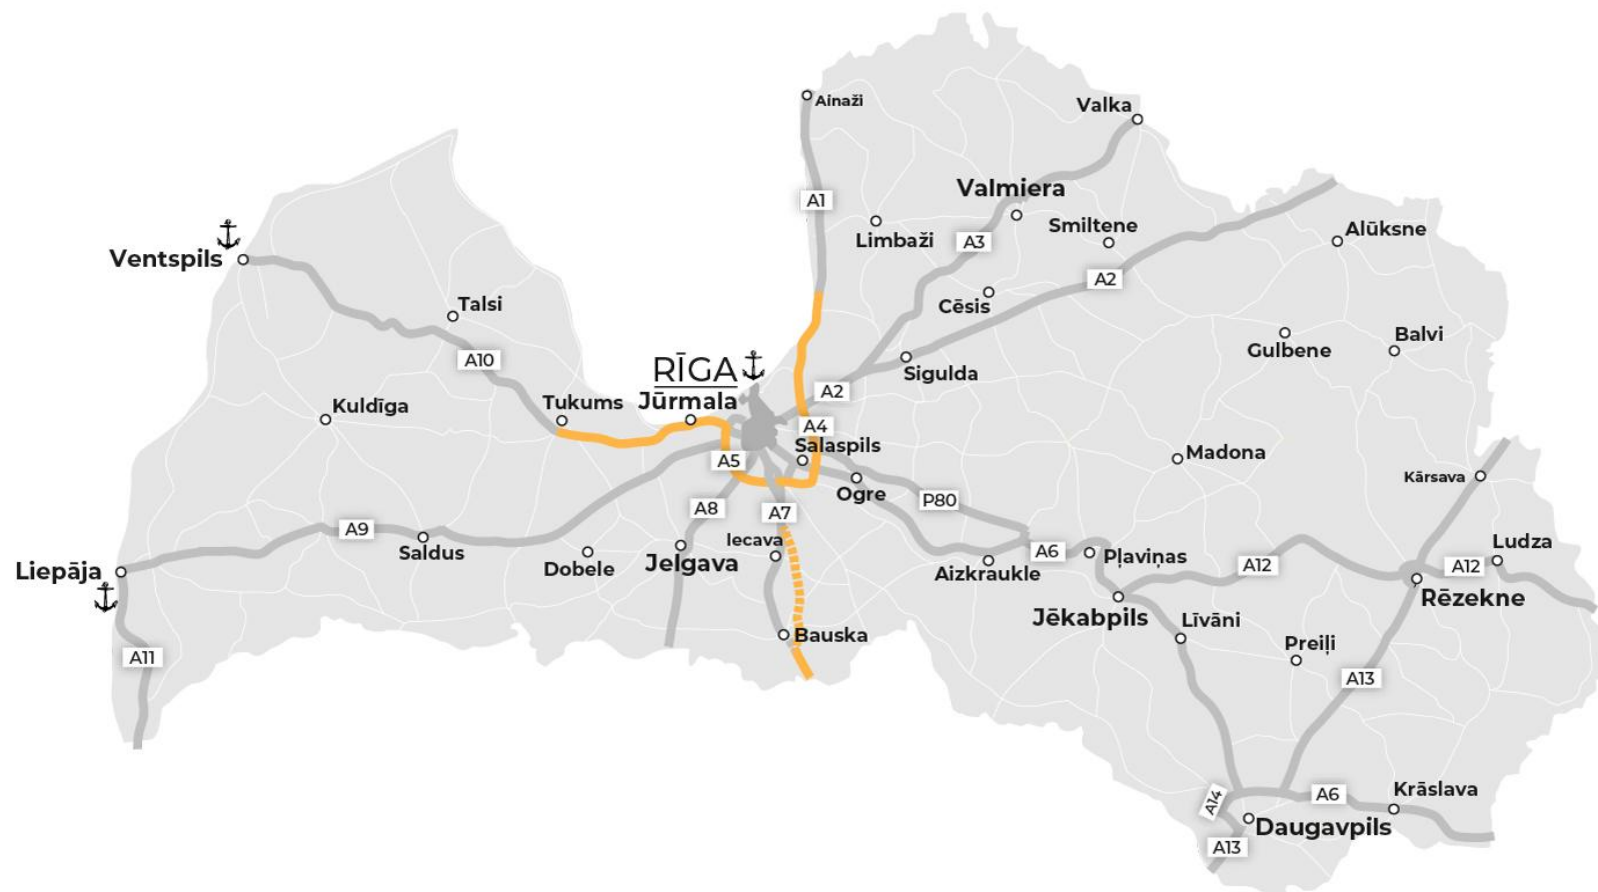 Ainaži
Valka
Valmiera
A1
Limbaži
A3
Smiltene
Alūksne
Ventspils
A2
Talsi
Cēsis
Gulbene
Balvi
A10
RĪGA
Sigulda
A2
Kuldīga
Tukums
Jūrmala
A4
Salaspils
Madona
A5
Kārsava
Ogre
P80
A8
A7
A9
Saldus
Iecava
A6
Pļaviņas
A12
A12
Ludza
Liepāja
Dobele
Jelgava
Aizkraukle
Rēzekne
Jēkabpils
Līvāni
Bauska
Preiļi
A11
A13
A14
A6
Krāslava
Daugavpils
A13